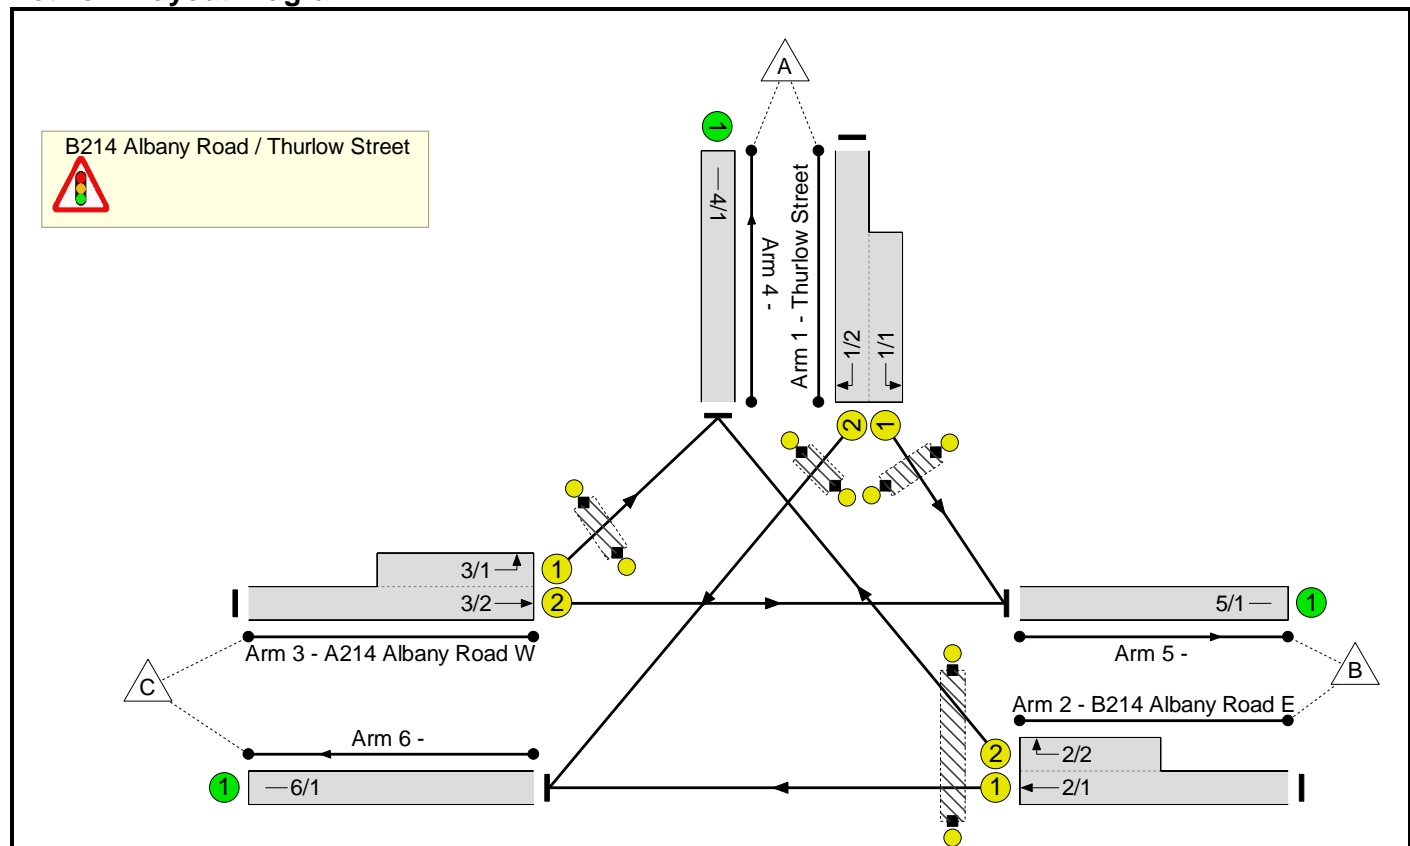 A
1
B214 Albany Road / Thurlow Street
4/1
Arm 4 -
Arm 1 - Thurlow Street
1/2
1/1
2
1
3/1
1
3/2
2
5/1
1
Arm 3 - A214 Albany Road W
Arm 5 -
C
B
Arm 2 - B214 Albany Road E
Arm 6 -
2
2/2
1
6/1
1
2/1